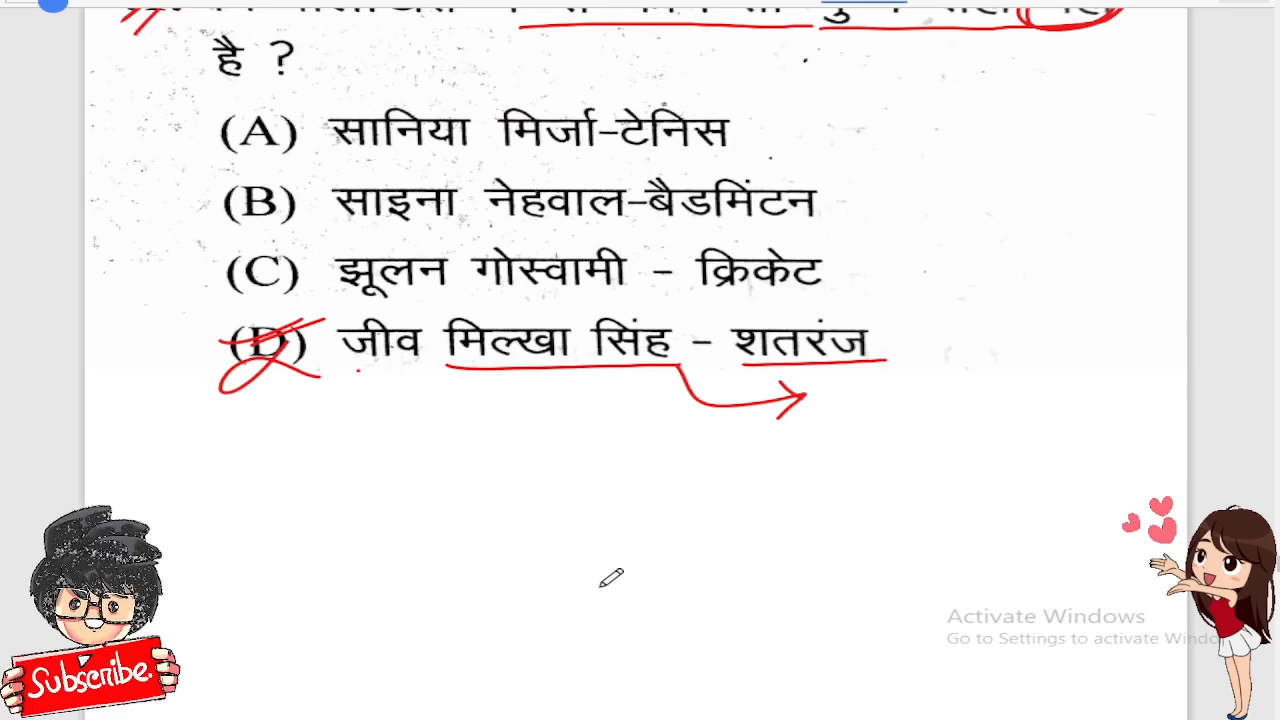 है ?
(A) सानिया मिर्जा-टेनिस
(B) साइना नेहवाल-बैडमिंटन
(C) झूलन गोस्वामी - क्रिकेट
(D) जीव मिल्खा सिंह - शतरंज
Activate Windows
Go to Settings to activate Windo
Subscribe.